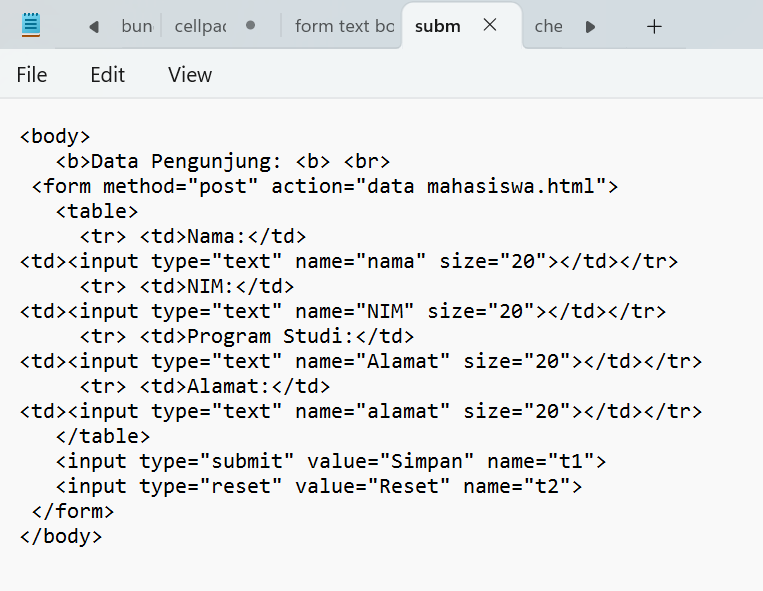 bun cellpac form text bo subm che
File Edit View
<body>
<b>Data Pengunjung: <b> <br>
<form method="post" action="data mahasiswa.html">
<table>
<tr> <td>Nama:</td>
<td><input type="text" name="nama" size="20"></td></tr>
<tr> <td>NIM:</td>
<td><input type="text" name="NIM" size="20"></td></tr>
<tr> <td>Program Studi:</td>
<td><input type="text" name="Alamat" size="20"></td></tr>
<tr> <td>Alamat:</td>
<td><input type="text" name="alamat" size="20"></td></tr>
</table>
<input type="submit" value="Simpan" name="t1">
<input type="reset" value="Reset" name="t2">
</form>
</body>